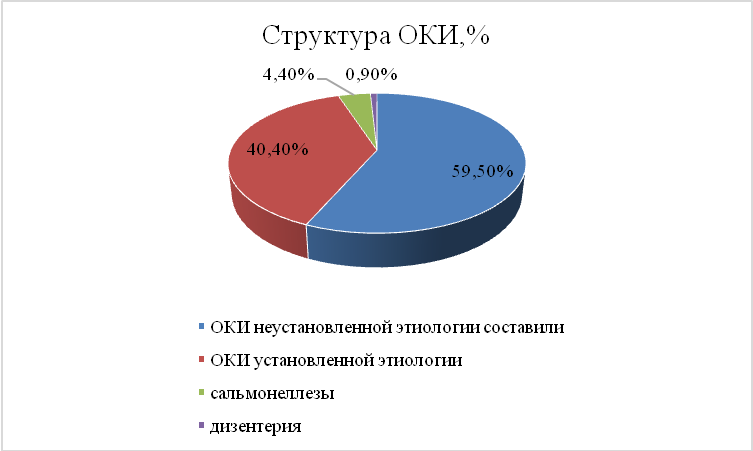 Структура ОКИ,%
4,40% 0,90%
40,40%
59,50%
ОКИ неустановленной этиологии составили
ОКИ установленной этиологии
сальмонеллезы
дизентерия